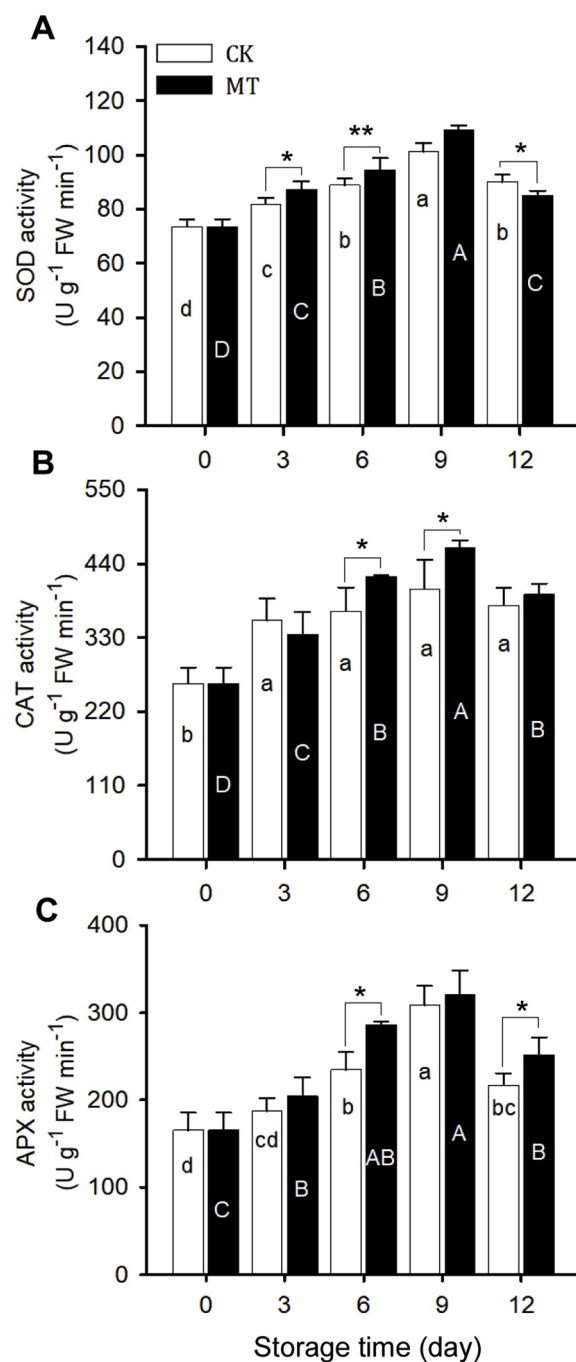 A
CK
MT
140
120
100
80
60
40
20
0
SOD activity
(U g⁻¹ FW min⁻¹)
* ** *
d D c C b B a A b C
0 3 6 9 12
B
550
440
330
220
110
0
CAT activity
(U g⁻¹ FW min⁻¹)
* *
b D a C a B a A a B
0 3 6 9 12
C
400
300
200
100
0
APX activity
(U g⁻¹ FW min⁻¹)
* *
d C cd B b AB a A bc B
0 3 6 9 12
Storage time (day)